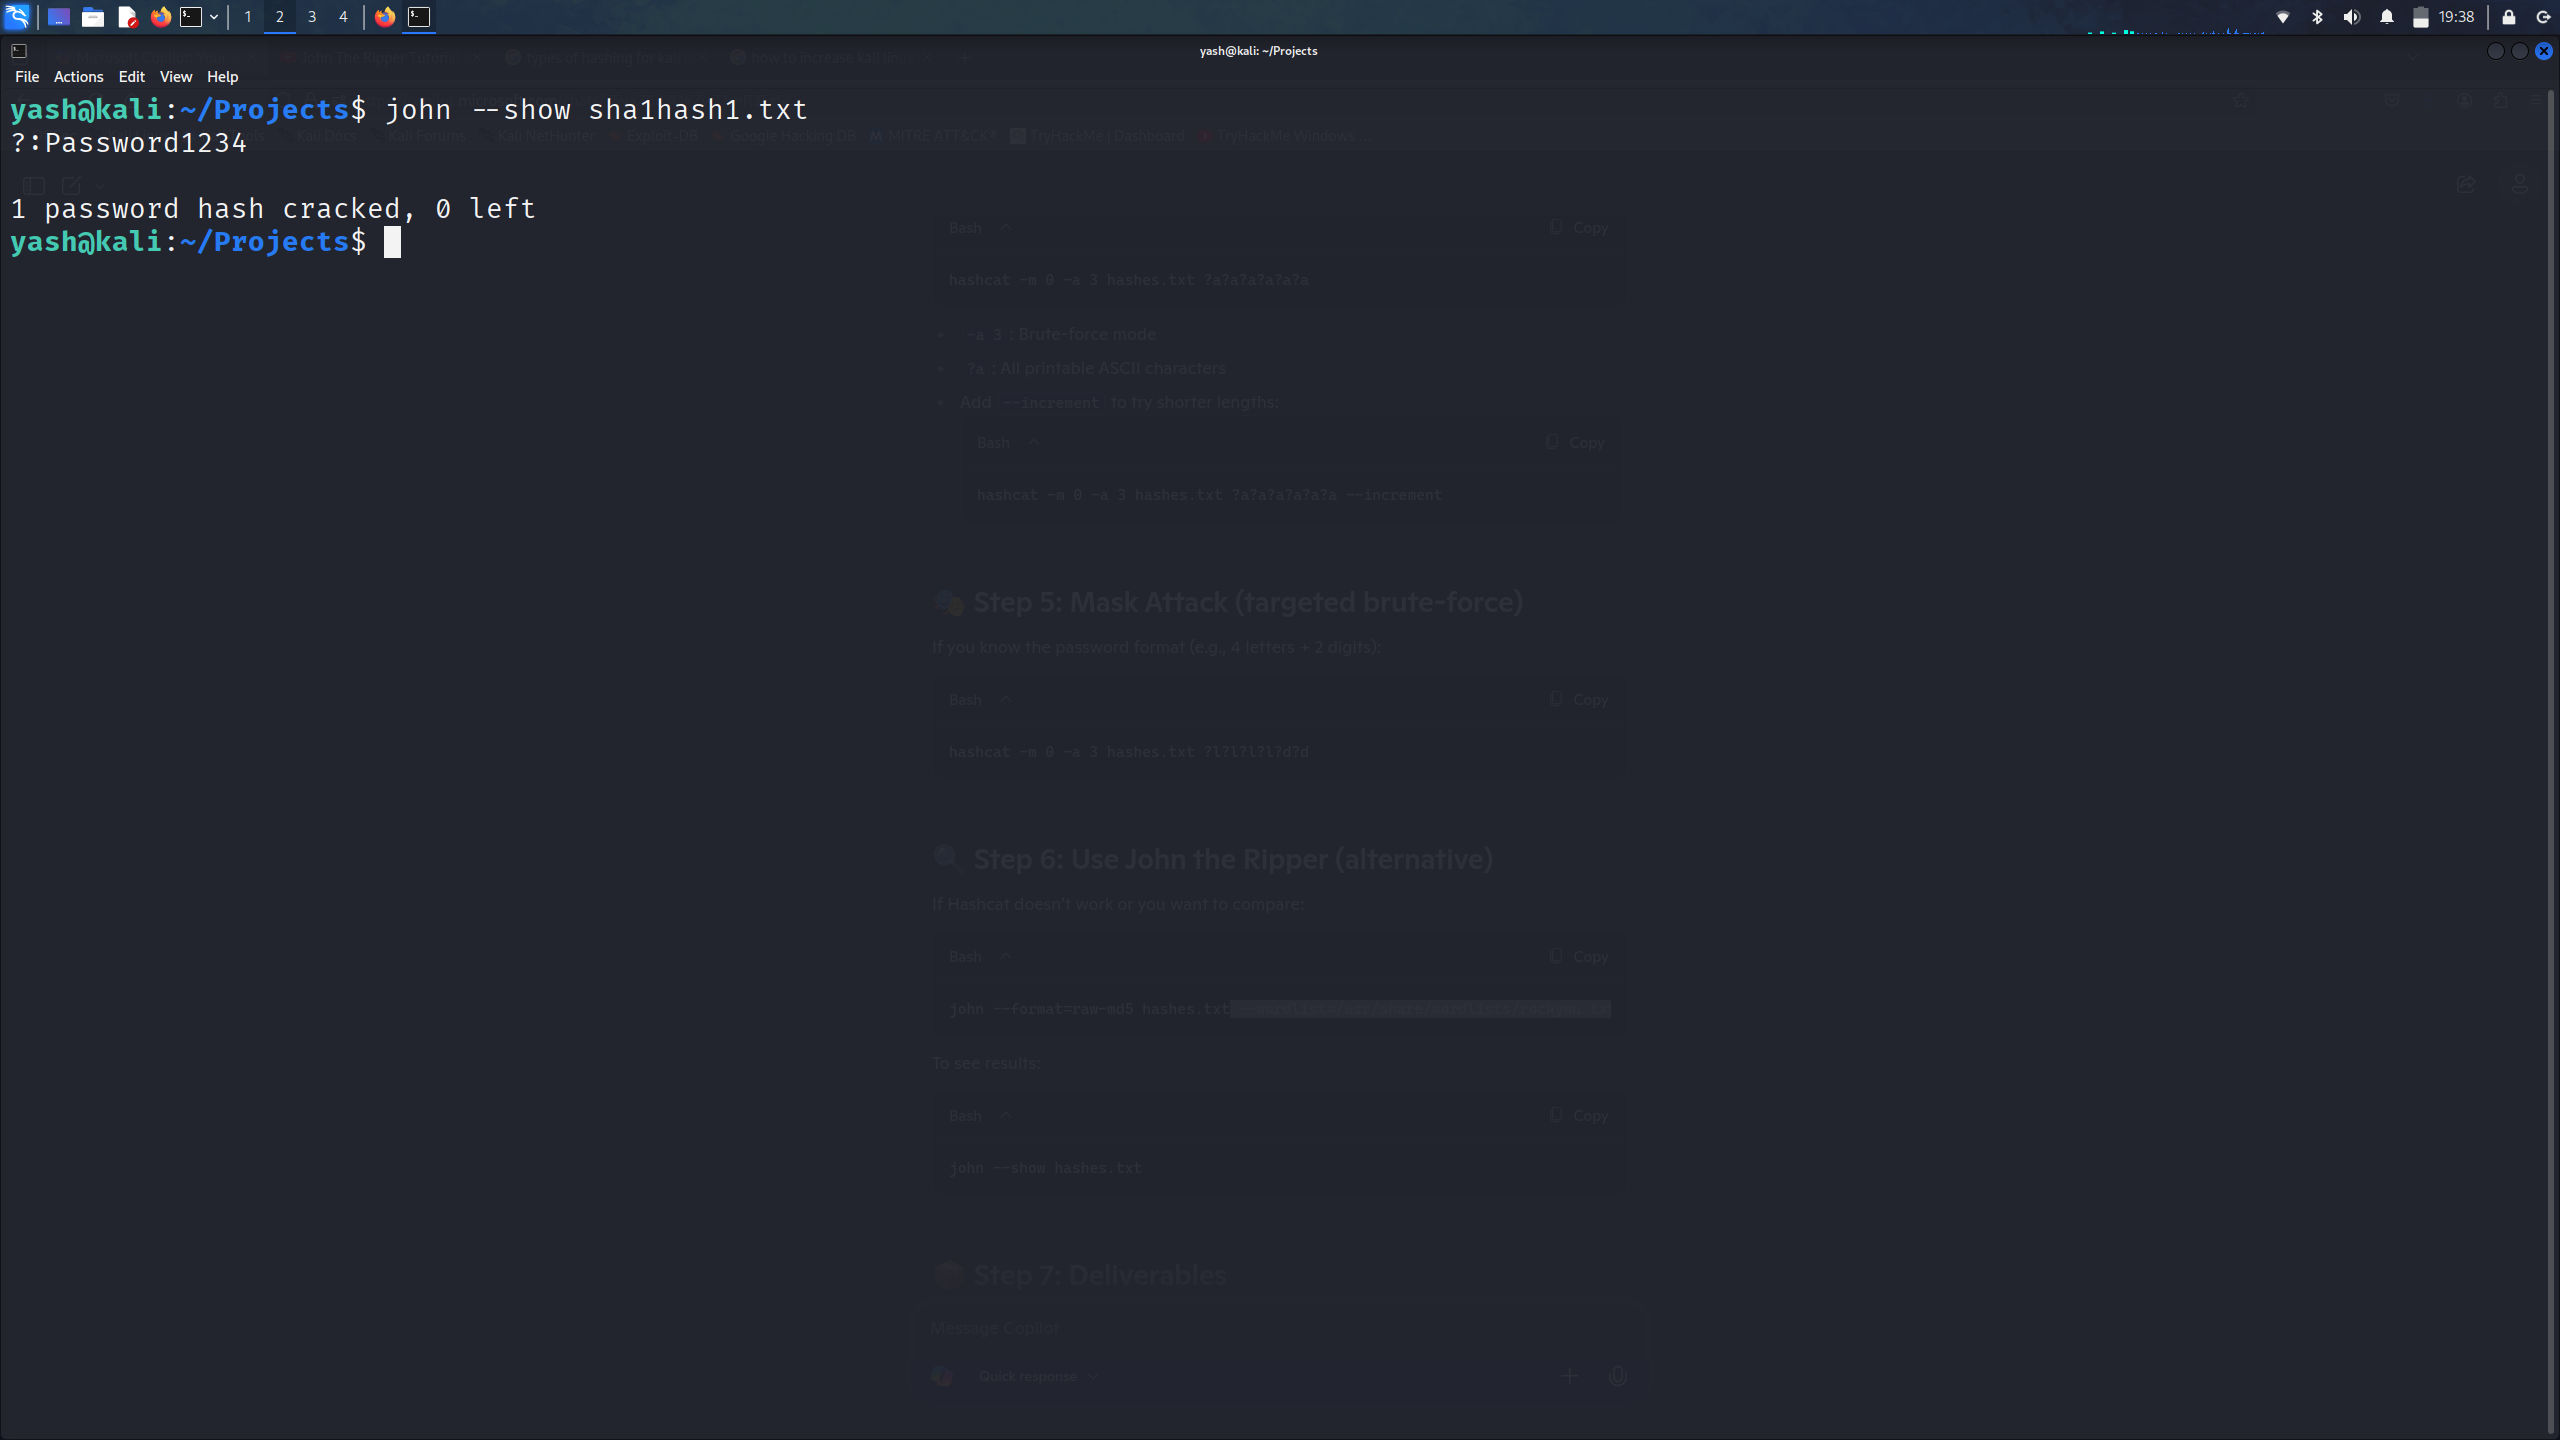 1 2 3 4 19:38
yash@kali: ~/Projects
John The Ripper Tutori types of hashing for kali how to increase kali lin
File Actions Edit View Help
yash@kali:~/Projects$ john --show sha1hash1.txt
Kali Docs Kali Forums Kali NetHunter Exploit-DB Google Hacking DB MITRE ATT&CK® TryHackMe | Dashboard TryHackMe Windows ...
?:Password1234
1 password hash cracked, 0 left
yash@kali:~/Projects$
Bash Copy
hashcat -m 0 -a 3 hashes.txt ?a?a?a?a?a?a
-a 3 : Brute-force mode
?a : All printable ASCII characters
Add --increment to try shorter lengths:
Bash Copy
hashcat -m 0 -a 3 hashes.txt ?a?a?a?a?a?a --increment
Step 5: Mask Attack (targeted brute-force)
If you know the password format (e.g., 4 letters + 2 digits):
Bash Copy
hashcat -m 0 -a 3 hashes.txt ?l?l?l?l?d?d
Step 6: Use John the Ripper (alternative)
If Hashcat doesn't work or you want to compare:
Bash Copy
john --format=raw-md5 hashes.txt --wordlist=/usr/share/wordlists/rockyou.tx
To see results:
Bash Copy
john --show hashes.txt
Step 7: Deliverables
Message Copilot
Quick response